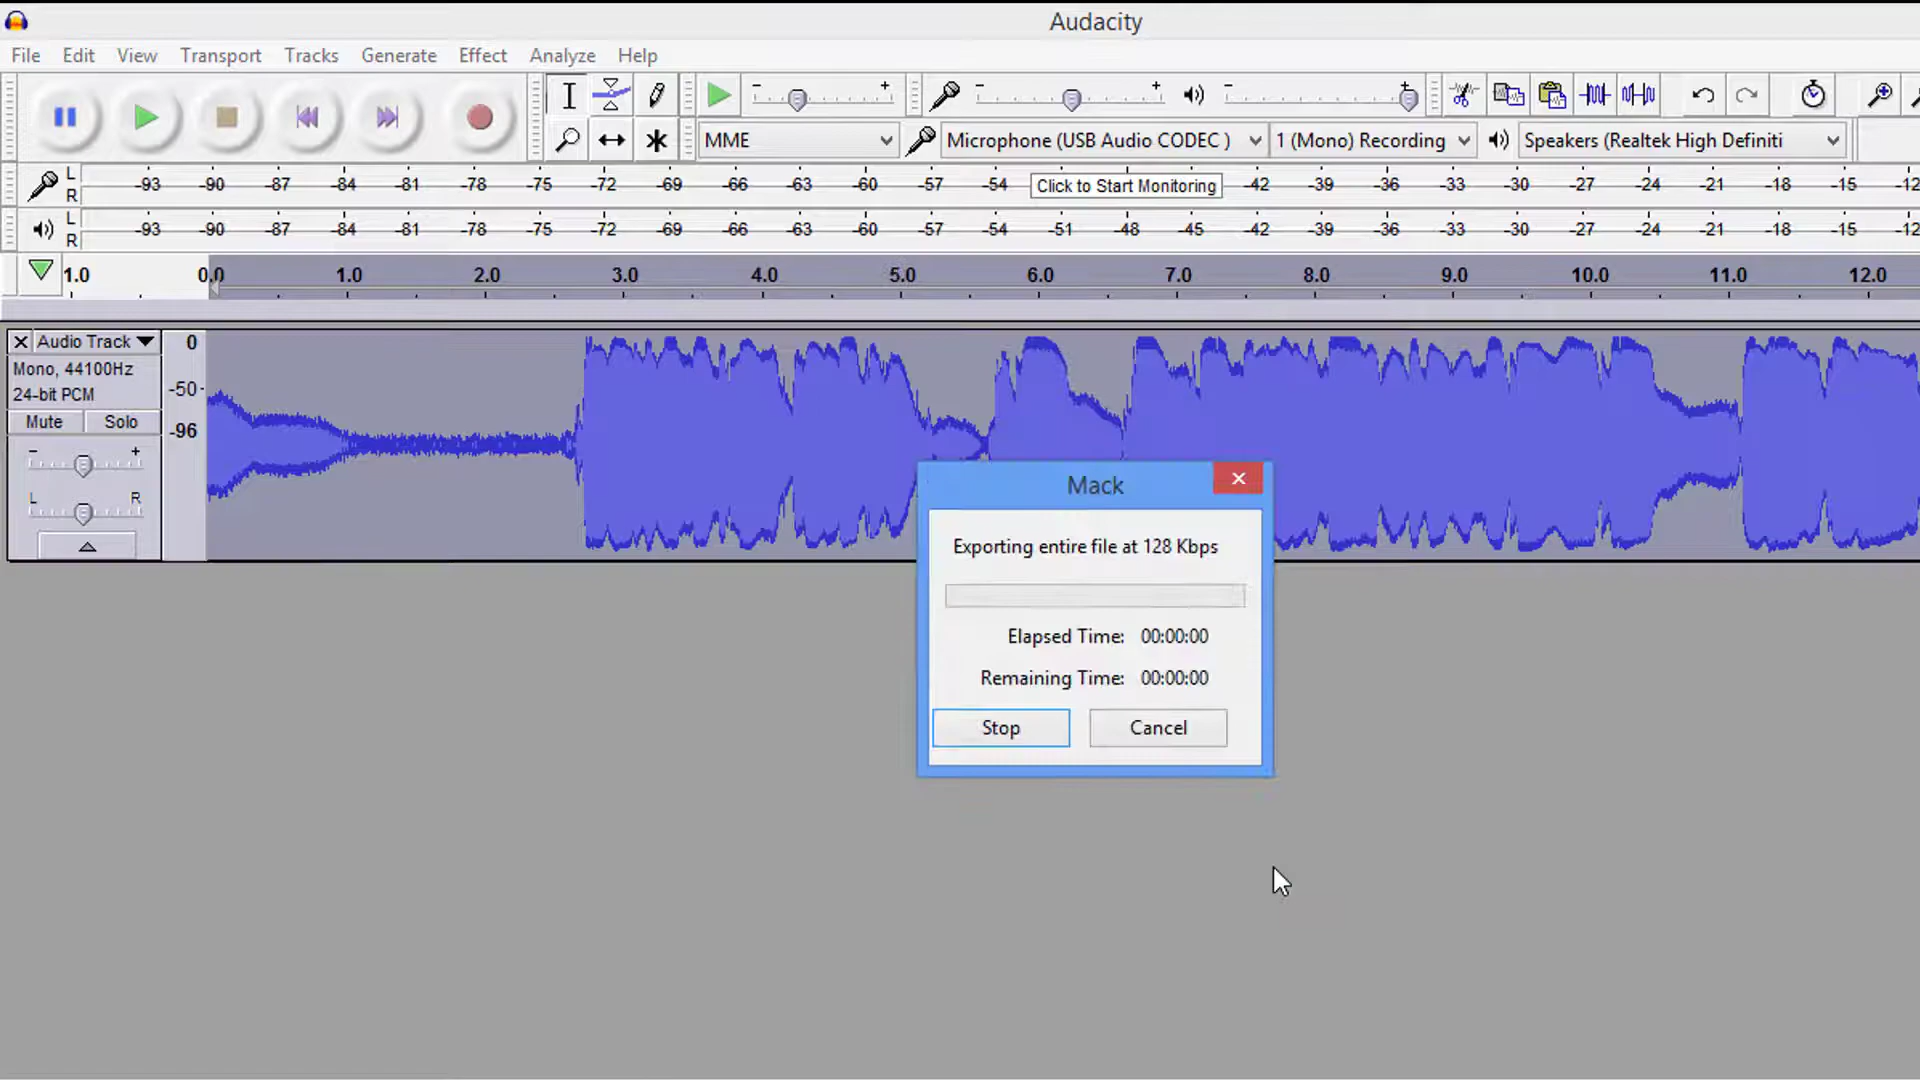 Audacity
File Edit View Transport Tracks Generate Effect Analyze Help
- + - + - +
MME Microphone (USB Audio CODEC ) 1 (Mono) Recording Speakers (Realtek High Definiti
L
R
-93 -90 -87 -84 -81 -78 -75 -72 -69 -66 -63 -60 -57 -54 Click to Start Monitoring -42 -39 -36 -33 -30 -27 -24 -21 -18 -15 -12
L
R
-93 -90 -87 -84 -81 -78 -75 -72 -69 -66 -63 -60 -57 -54 -51 -48 -45 -42 -39 -36 -33 -30 -27 -24 -21 -18 -15 -12
1.0 0.0 1.0 2.0 3.0 4.0 5.0 6.0 7.0 8.0 9.0 10.0 11.0 12.0
Audio Track 0
Mono, 44100Hz
24-bit PCM -50
Mute Solo -96
- +
L R
Mack
Exporting entire file at 128 Kbps
Elapsed Time: 00:00:00
Remaining Time: 00:00:00
Stop Cancel